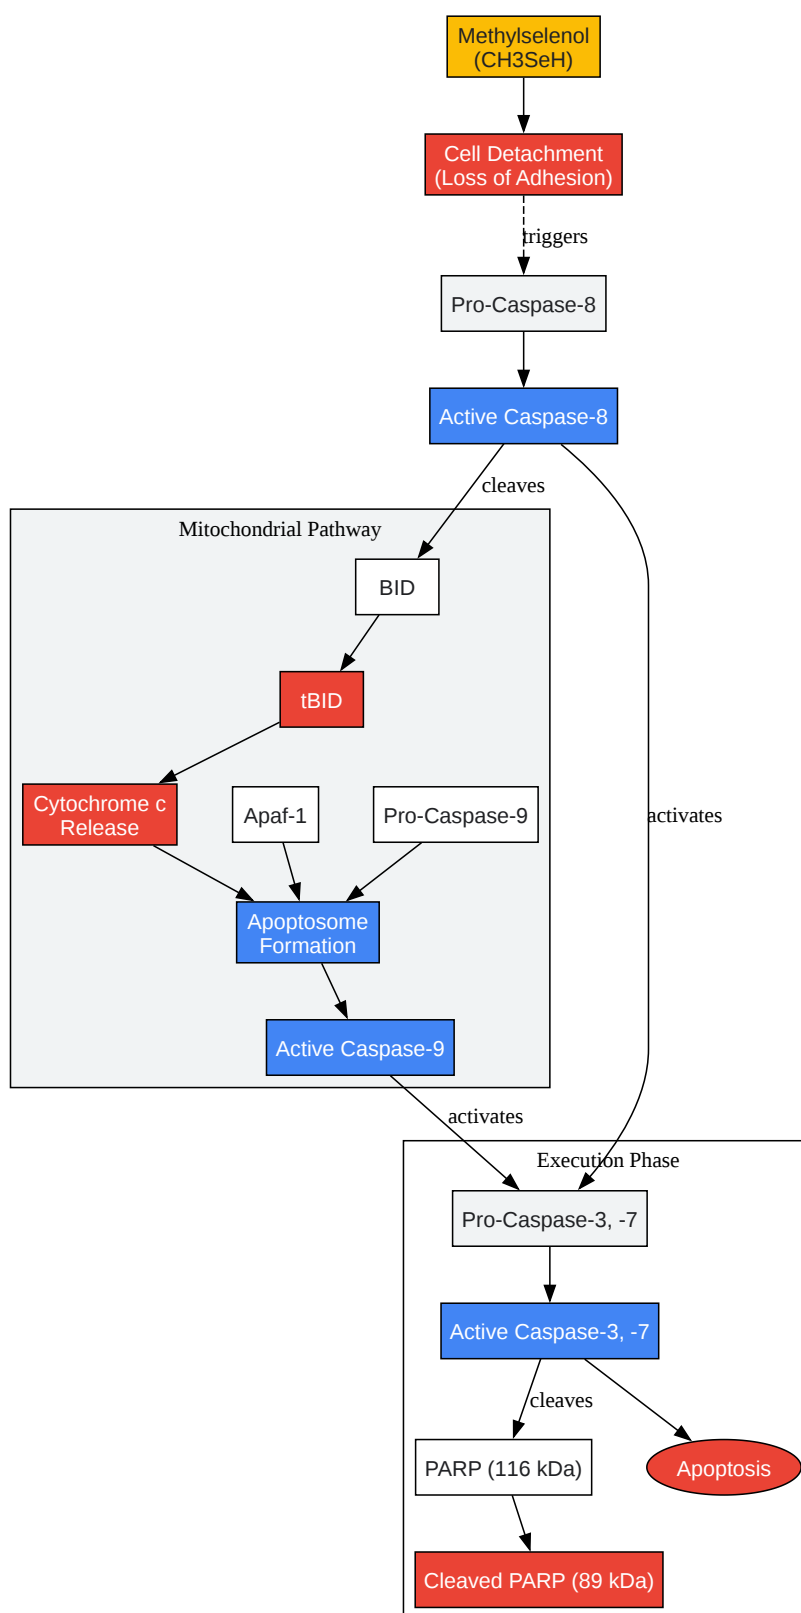 Methylselenol
(CH3SeH)
Cell Detachment
(Loss of Adhesion)
triggers
Pro-Caspase-8
Active Caspase-8
cleaves
Mitochondrial Pathway
BID
tBID
Cytochrome c
Release
Apaf-1
Pro-Caspase-9
activates
Apoptosome
Formation
Active Caspase-9
activates
Execution Phase
Pro-Caspase-3, -7
Active Caspase-3, -7
cleaves
PARP (116 kDa)
Apoptosis
Cleaved PARP (89 kDa)